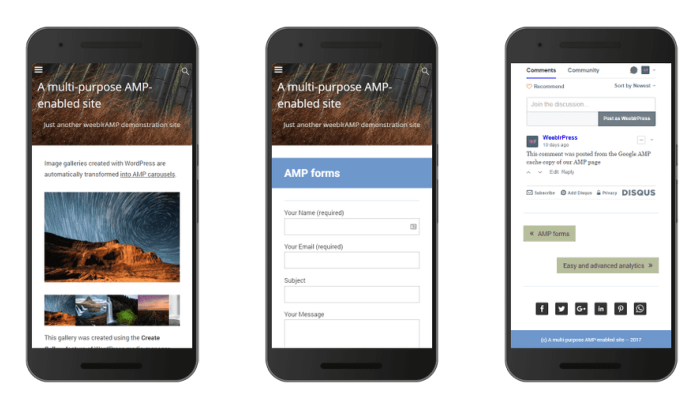 A multi-purpose AMP-
enabled site
Just another weeblrAMP demonstration site
Image galleries created with WordPress are
automatically transformed into AMP carousels.
This gallery was created using the Create
A multi-purpose AMP-
enabled site
Just another weeblrAMP demonstration site
AMP forms
Your Name (required)
Your Email (required)
Subject
Your Message
Comments Community
Recommend Sort by Newest
Join the discussion...
Post as WeeblrPress
WeeblrPress
10 days ago
This comment was posted from the Google AMP
cache copy of our AMP page
Edit Reply
Subscribe Add Disqus Privacy DISQUS
« AMP forms
Easy and advanced analytics »
(c) A multi-purpose AMP enabled site – 2017